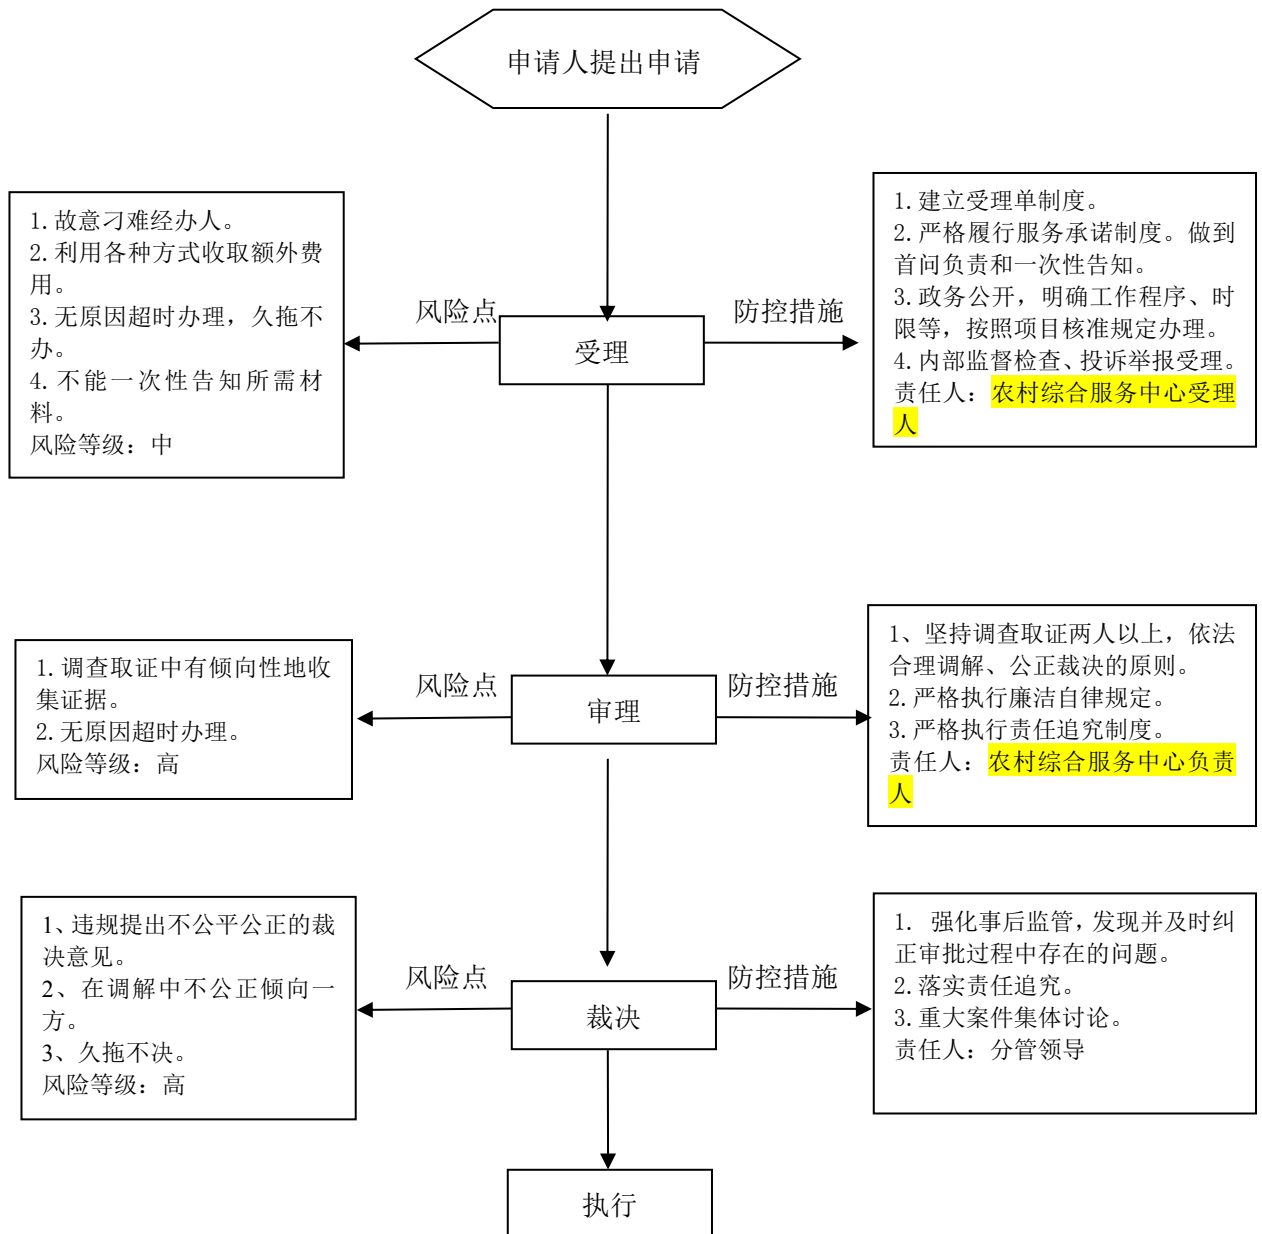 申请人提出申请
1.故意刁难经办人。
2.利用各种方式收取额外费
用。
3.无原因超时办理，久拖不
办。
4.不能一次性告知所需材
料。
风险等级：中
风险点
受理
防控措施
1.建立受理单制度。
2.严格履行服务承诺制度。做到
首问负责和一次性告知。
3.政务公开，明确工作程序、时
限等，按照项目核准规定办理。
4.内部监督检查、投诉举报受理。
责任人：农村综合服务中心受理
人
1.调查取证中有倾向性地收
集证据。
2.无原因超时办理。
风险等级：高
风险点
审理
防控措施
1、坚持调查取证两人以上，依法
合理调解、公正裁决的原则。
2.严格执行廉洁自律规定。
3.严格执行责任追究制度。
责任人：农村综合服务中心负责
人
1、违规提出不公平公正的裁
决意见。
2、在调解中不公正倾向一
方。
3、久拖不决。
风险等级：高
风险点
裁决
防控措施
1. 强化事后监管，发现并及时纠
正审批过程中存在的问题。
2.落实责任追究。
3.重大案件集体讨论。
责任人：分管领导
执行